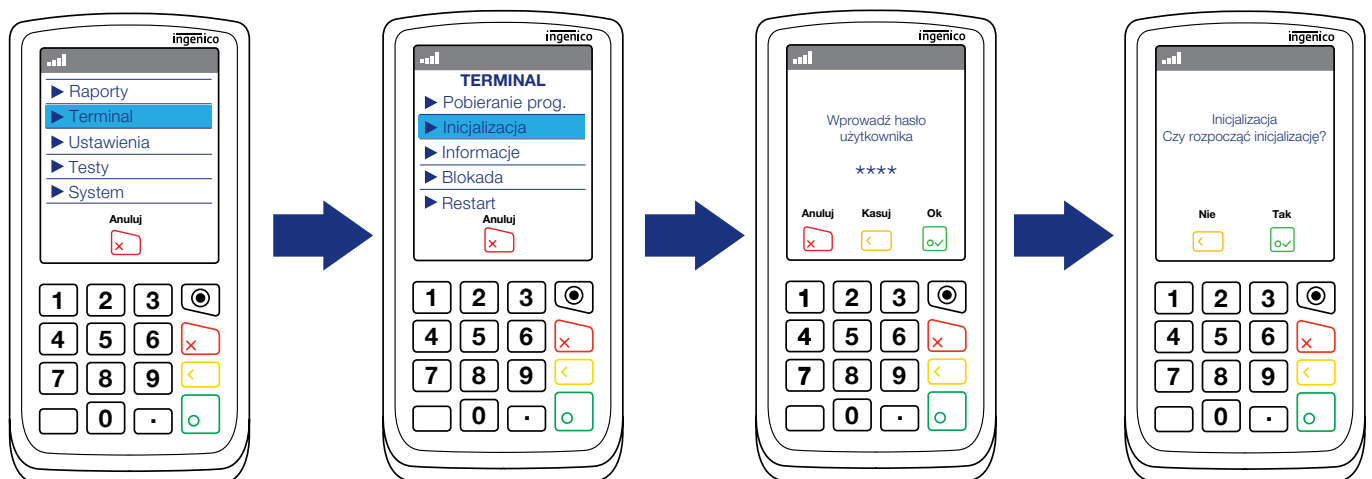 ingenico
Raporty
Terminal
Ustawienia
Testy
System
Anuluj
1 2 3
4 5 6
7 8 9
0 .
ingenico
TERMINAL
Pobieranie prog.
Inicjalizacja
Informacje
Blokada
Restart
Anuluj
1 2 3
4 5 6
7 8 9
0 .
ingenico
Wprowadź hasło
użytkownika
****
Anuluj Kasuj Ok
1 2 3
4 5 6
7 8 9
0 .
ingenico
Inicjalizacja
Czy rozpocząć inicjalizację?
Nie Tak
1 2 3
4 5 6
7 8 9
0 .